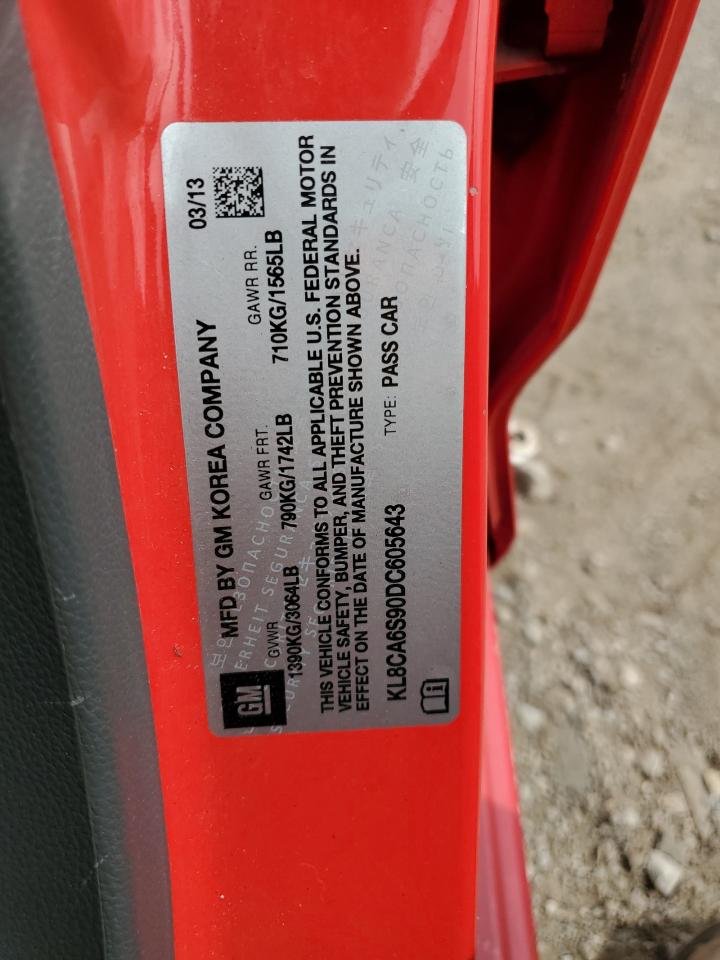 MFD BY GM KOREA COMPANY
03/13
GVWR
GAWR FRT.
GAWR RR.
GM
1390KG/3064LB
790KG/1742LB
710KG/1565LB
THIS VEHICLE CONFORMS TO ALL APPLICABLE U.S. FEDERAL MOTOR
VEHICLE SAFETY, BUMPER, AND THEFT PREVENTION STANDARDS IN
EFFECT ON THE DATE OF MANUFACTURE SHOWN ABOVE.
KL8CA6S90DC605643
TYPE: PASS CAR